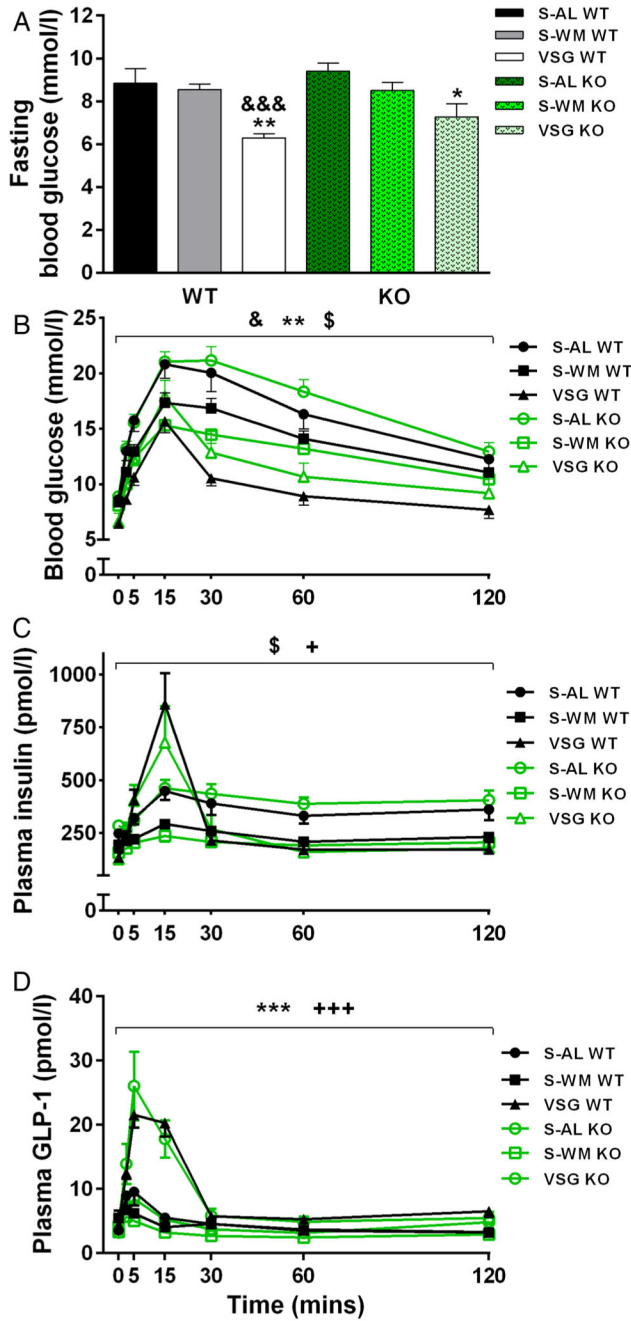 A
Fasting
blood glucose (mmol/l)
12
10
8
6
4
2
0
&&&
**
*
WT
KO
S-AL WT
S-WM WT
VSG WT
S-AL KO
S-WM KO
VSG KO
B
Blood glucose (mmol/l)
25
20
15
10
5
0
& ** $
0 5 15 30 60 120
S-AL WT
S-WM WT
VSG WT
S-AL KO
S-WM KO
VSG KO
C
Plasma insulin (pmol/l)
1000
750
500
250
0
$ +
0 5 15 30 60 120
S-AL WT
S-WM WT
VSG WT
S-AL KO
S-WM KO
VSG KO
D
Plasma GLP-1 (pmol/l)
40
30
20
10
0
*** +++
0 5 15 30 60 120
Time (mins)
S-AL WT
S-WM WT
VSG WT
S-AL KO
S-WM KO
VSG KO